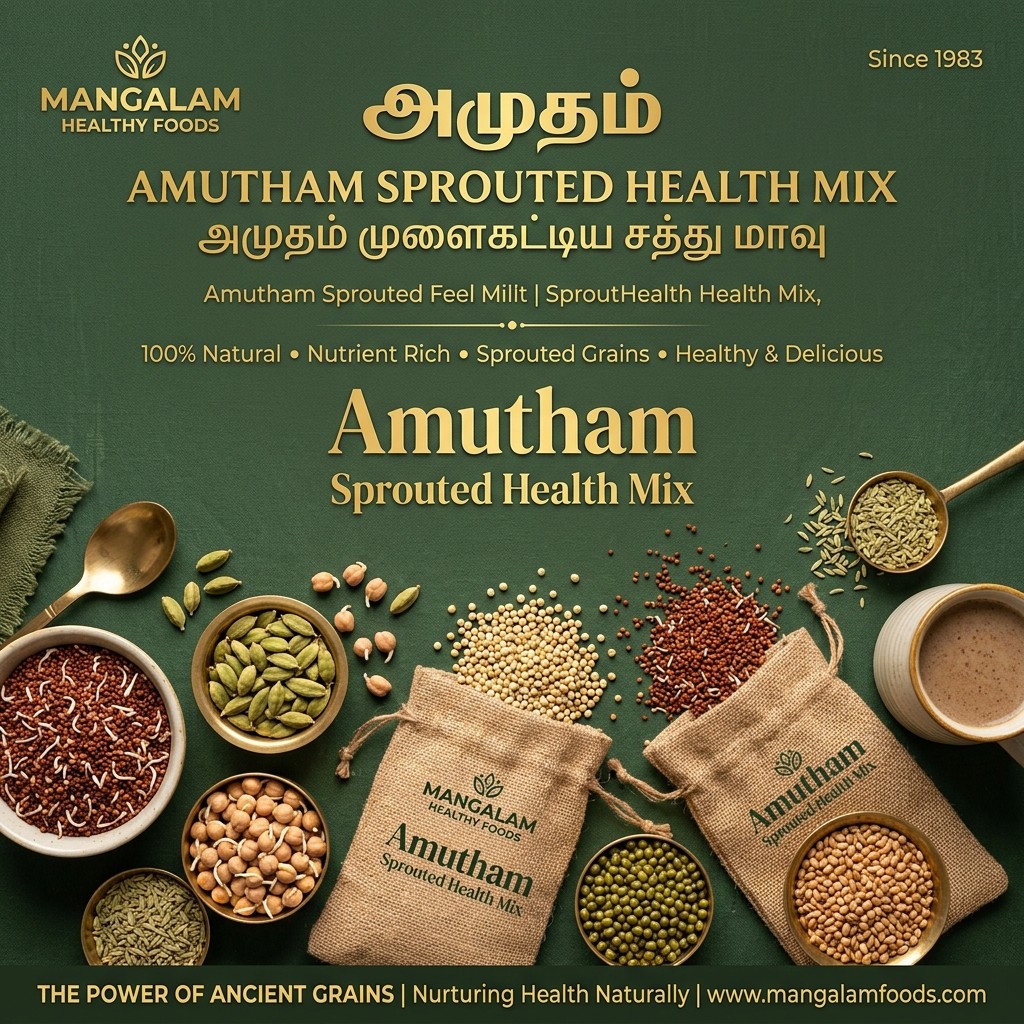 MANGALAM
HEALTHY FOODS
Since 1983
அமுதம்
AMUTHAM SPROUTED HEALTH MIX
அமுதம் முளைகட்டிய சத்து மாவு
Amutham Sprouted Feel Millt | SproutHealth Health Mix,
100% Natural • Nutrient Rich • Sprouted Grains • Healthy & Delicious
Amutham
Sprouted Health Mix
MANGALAM
HEALTHY FOODS
Amutham
Sprouted Health Mix
Amutham
Sprouted Health Mix
THE POWER OF ANCIENT GRAINS | Nurturing Health Naturally | www.mangalamfoods.com